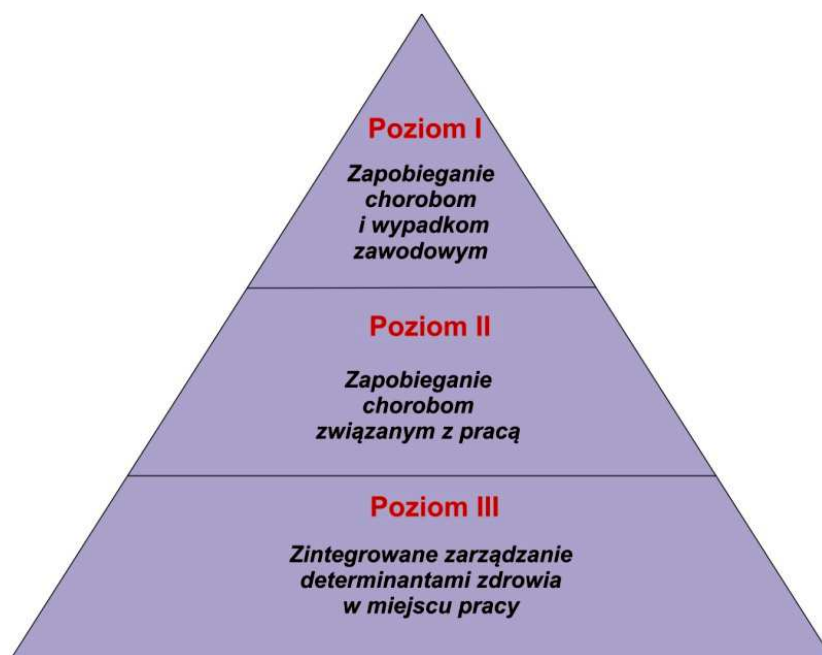 Poziom I
Zapobieganie
chorobom
i wypadkom
zawodowym
Poziom II
Zapobieganie
chorobom
związanym z pracą
Poziom III
Zintegrowane zarządzanie
determinantami zdrowia
w miejscu pracy